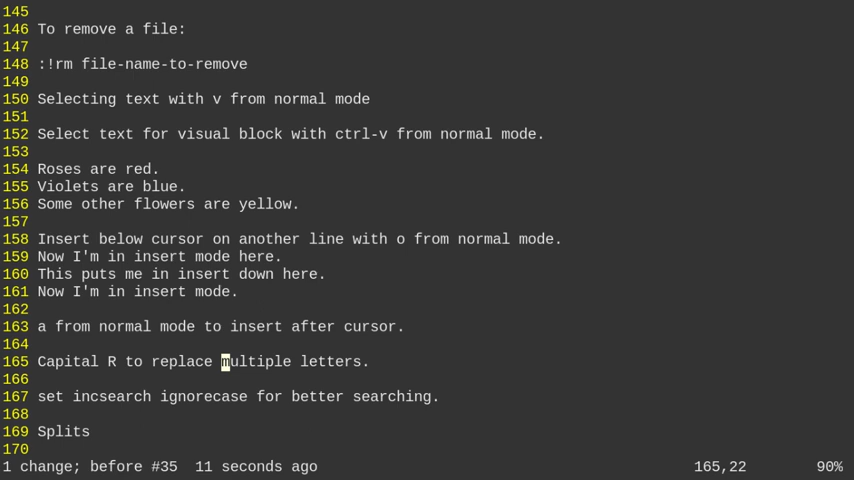 145
146 To remove a file:
147
148 :!rm file-name-to-remove
149
150 Selecting text with v from normal mode
151
152 Select text for visual block with ctrl-v from normal mode.
153
154 Roses are red.
155 Violets are blue.
156 Some other flowers are yellow.
157
158 Insert below cursor on another line with o from normal mode.
159 Now I'm in insert mode here.
160 This puts me in insert down here.
161 Now I'm in insert mode.
162
163 a from normal mode to insert after cursor.
164
165 Capital R to replace multiple letters.
166
167 set incsearch ignorecase for better searching.
168
169 Splits
170
1 change; before #35  11 seconds ago 165,22 90%